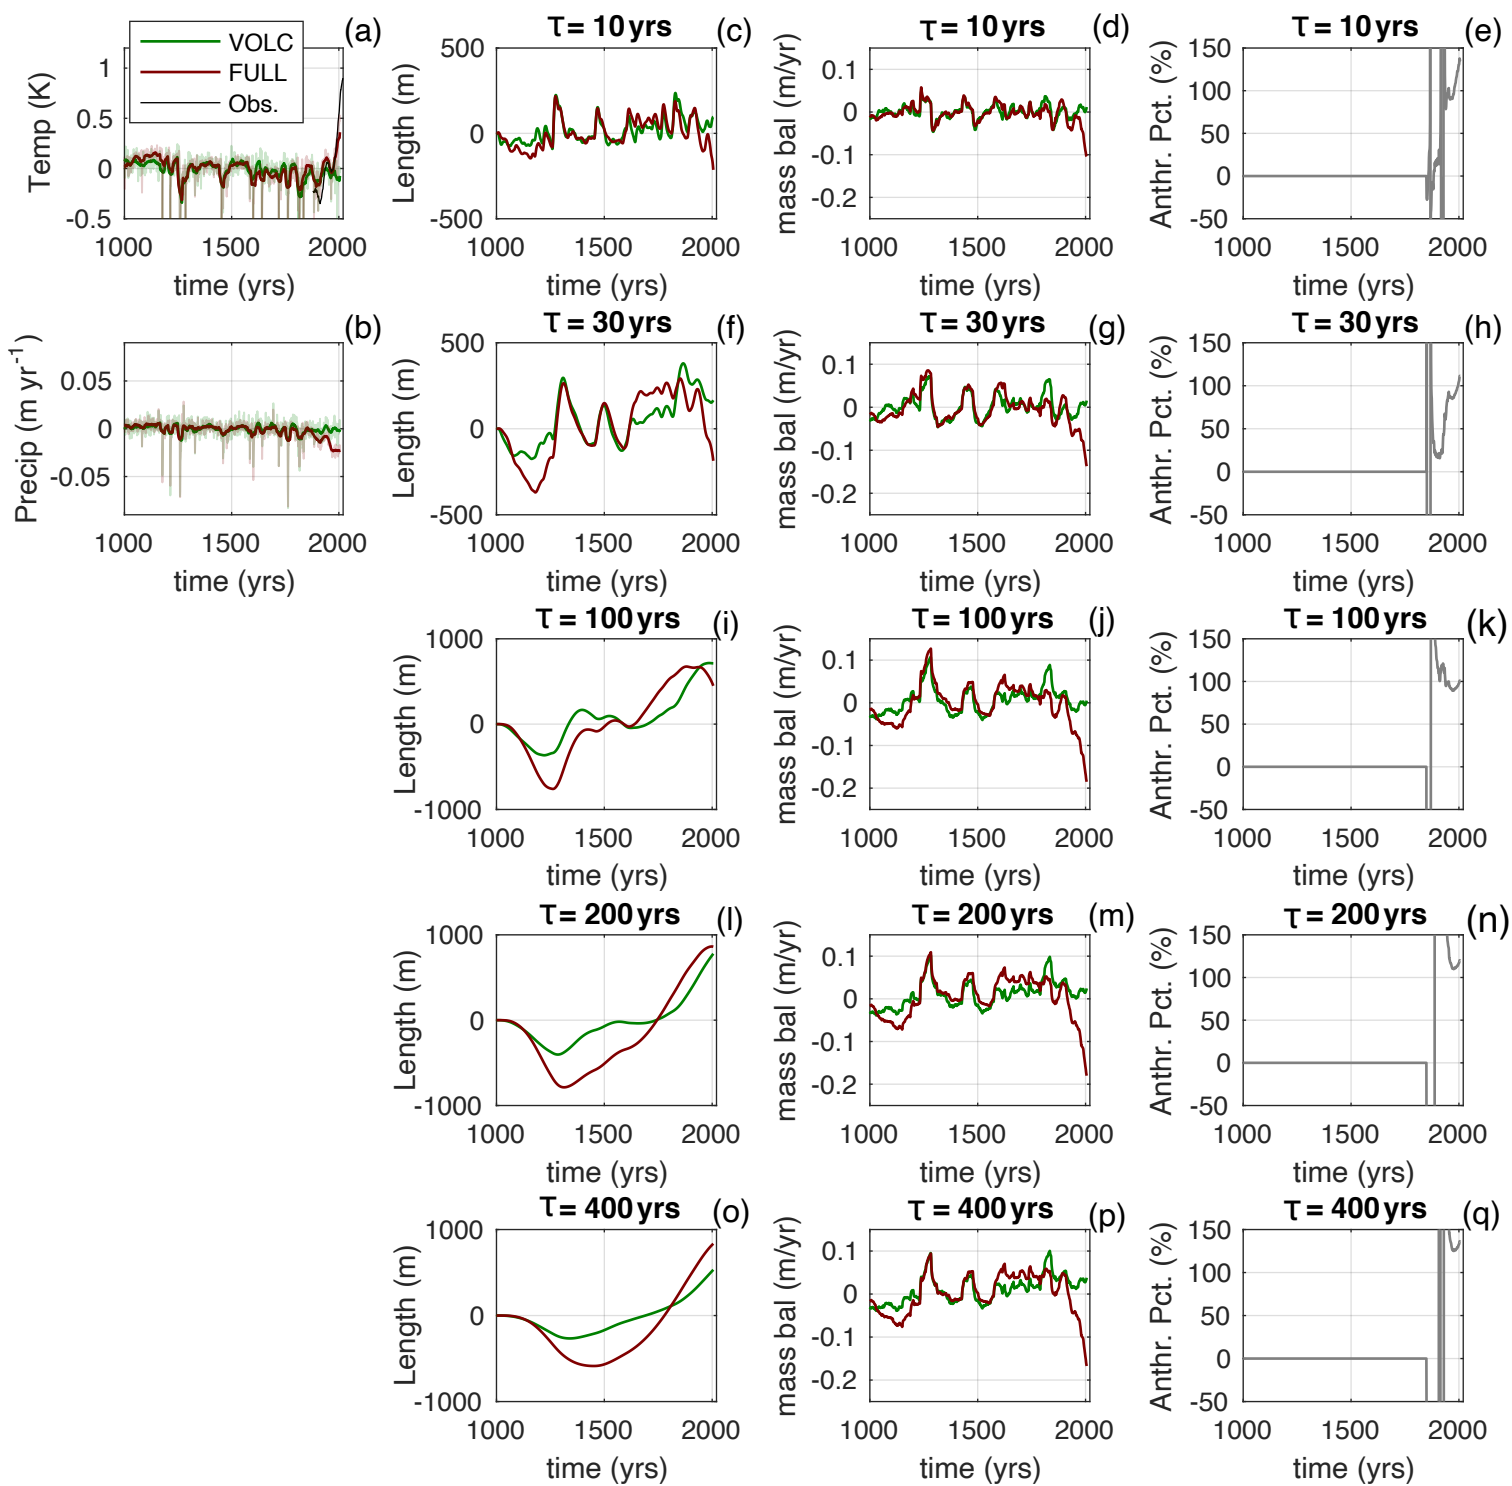 VOLC
FULL
Obs.
(a)
1
0.5
0
-0.5
Temp (K)
1000 1500 2000
time (yrs)
τ = 10 yrs
(c)
500
0
-500
Length (m)
1000 1500 2000
time (yrs)
τ = 10 yrs
(d)
0.1
0
-0.1
-0.2
mass bal (m/yr)
1000 1500 2000
time (yrs)
τ = 10 yrs
(e)
150
100
50
0
-50
Anthr. Pct. (%)
1000 1500 2000
time (yrs)
(b)
0.05
0
-0.05
Precip (m yr-1)
1000 1500 2000
time (yrs)
τ = 30 yrs
(f)
500
0
-500
Length (m)
1000 1500 2000
time (yrs)
τ = 30 yrs
(g)
0.1
0
-0.1
-0.2
mass bal (m/yr)
1000 1500 2000
time (yrs)
τ = 30 yrs
(h)
150
100
50
0
-50
Anthr. Pct. (%)
1000 1500 2000
time (yrs)
τ = 100 yrs
(i)
1000
0
-1000
Length (m)
1000 1500 2000
time (yrs)
τ = 100 yrs
(j)
0.1
0
-0.1
-0.2
mass bal (m/yr)
1000 1500 2000
time (yrs)
τ = 100 yrs
(k)
150
100
50
0
-50
Anthr. Pct. (%)
1000 1500 2000
time (yrs)
τ = 200 yrs
(l)
1000
0
-1000
Length (m)
1000 1500 2000
time (yrs)
τ = 200 yrs
(m)
0.1
0
-0.1
-0.2
mass bal (m/yr)
1000 1500 2000
time (yrs)
τ = 200 yrs
(n)
150
100
50
0
-50
Anthr. Pct. (%)
1000 1500 2000
time (yrs)
τ = 400 yrs
(o)
1000
0
-1000
Length (m)
1000 1500 2000
time (yrs)
τ = 400 yrs
(p)
0.1
0
-0.1
-0.2
mass bal (m/yr)
1000 1500 2000
time (yrs)
τ = 400 yrs
(q)
150
100
50
0
-50
Anthr. Pct. (%)
1000 1500 2000
time (yrs)